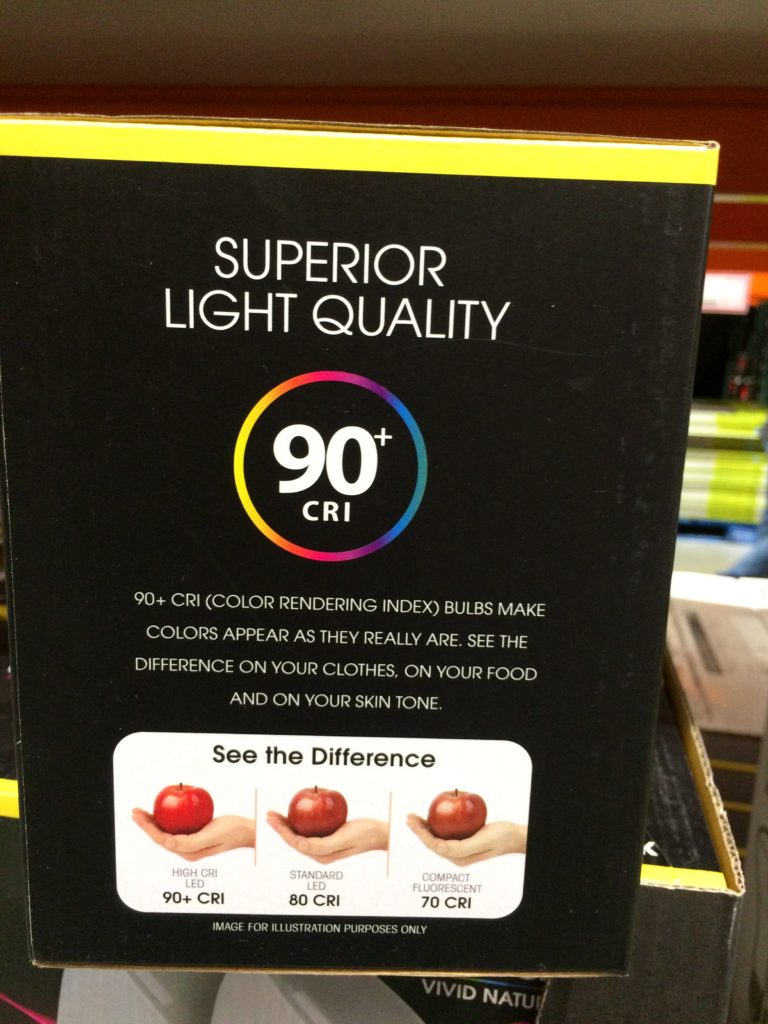 SUPERIOR
LIGHT QUALITY
90+
CRI
90+ CRI (COLOR RENDERING INDEX) BULBS MAKE
COLORS APPEAR AS THEY REALLY ARE. SEE THE
DIFFERENCE ON YOUR CLOTHES, ON YOUR FOOD
AND ON YOUR SKIN TONE.
See the Difference
HIGH CRI
LED
90+ CRI
STANDARD
LED
80 CRI
COMPACT
FLUORESCENT
70 CRI
IMAGE FOR ILLUSTRATION PURPOSES ONLY
VIVID